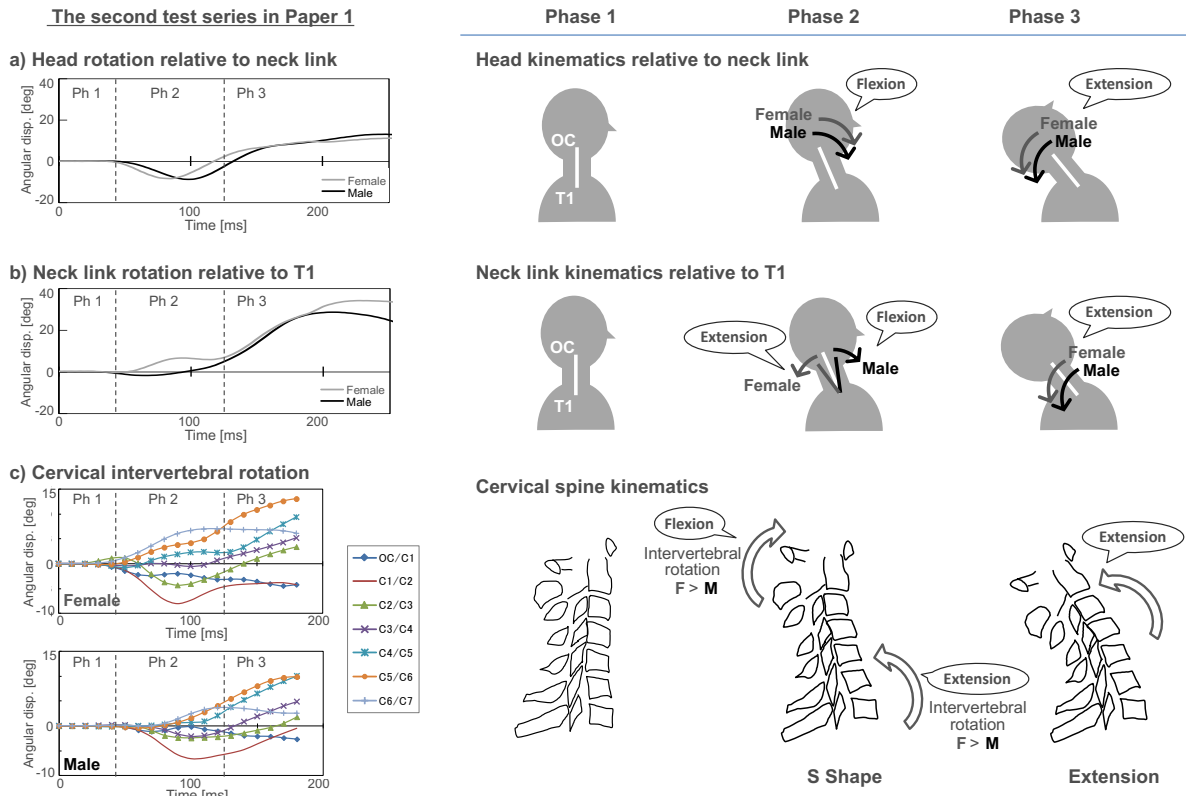 The second test series in Paper 1
Phase 1
Phase 2
Phase 3
a) Head rotation relative to neck link
Angular disp. [deg]
40
20
0
-20
Ph 1
Ph 2
Ph 3
Female
Male
0
100
200
Time [ms]
Head kinematics relative to neck link
OC
T1
Flexion
Female
Male
Extension
Female
Male
b) Neck link rotation relative to T1
Angular disp. [deg]
40
20
0
-20
Ph 1
Ph 2
Ph 3
Female
Male
0
100
200
Time [ms]
Neck link kinematics relative to T1
OC
T1
Extension
Flexion
Female
Male
Extension
Female
Male
c) Cervical intervertebral rotation
Angular disp. [deg]
15
0
-10
Ph 1
Ph 2
Ph 3
Female
0
100
200
Time [ms]
Angular disp. [deg]
15
0
-10
Ph 1
Ph 2
Ph 3
Male
0
100
200
Time [ms]
OC/C1
C1/C2
C2/C3
C3/C4
C4/C5
C5/C6
C6/C7
Cervical spine kinematics
Flexion
Intervertebral
rotation
F > M
Extension
Intervertebral
rotation
F > M
S Shape
Extension
Extension